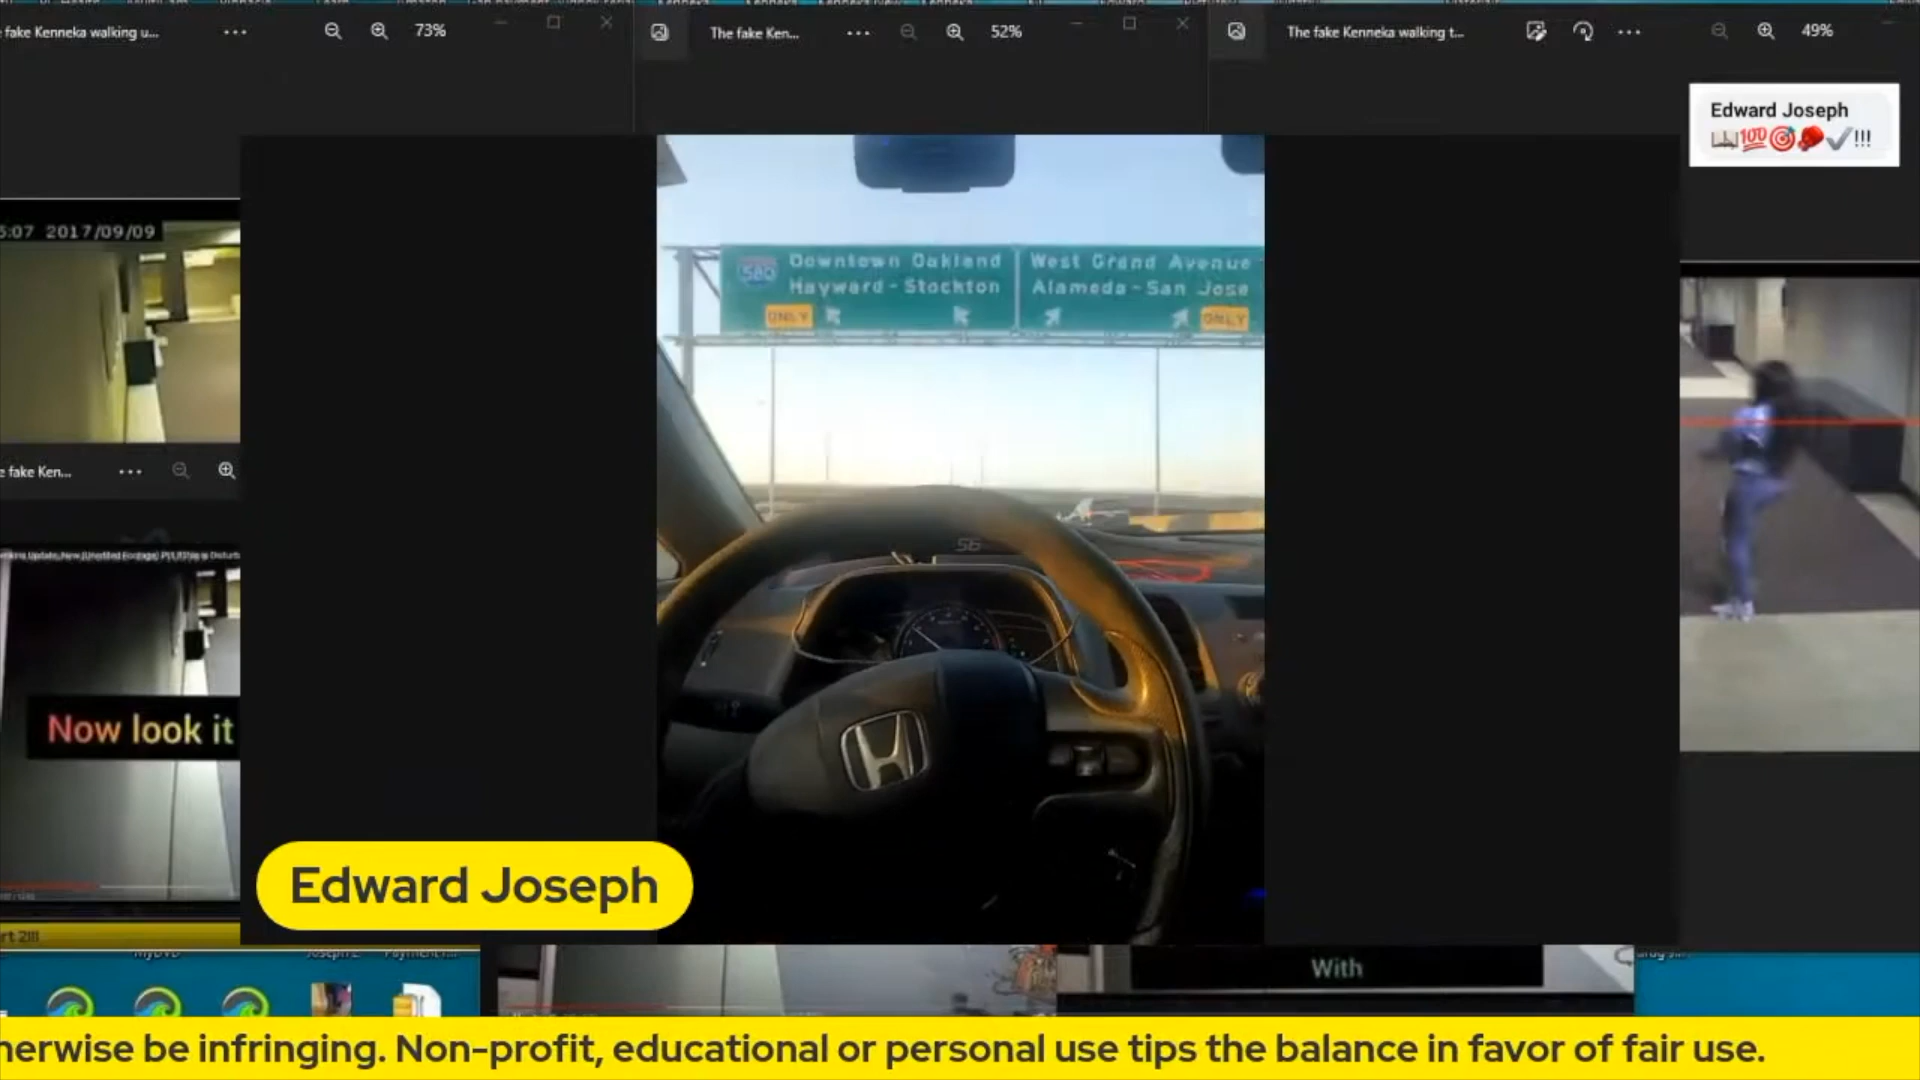 fake Kenneka walking u...
73%
The fake Ken...
52%
The fake Kenneka walking t...
49%
Edward Joseph
!!!
5:07 2017/09/09
580
Downtown Oakland
Hayward - Stockton
ONLY
West Grand Avenue
Alameda - San Jose
ONLY
fake Ken...
Now look it
56
Edward Joseph
With
herwise be infringing. Non-profit, educational or personal use tips the balance in favor of fair use.